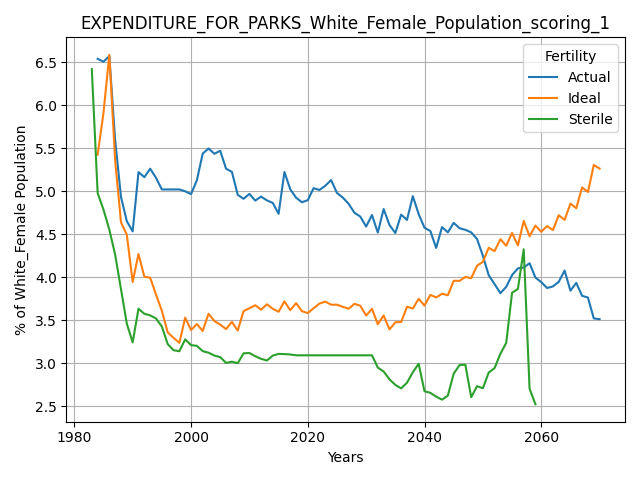 EXPENDITURE_FOR_PARKS_White_Female_Population_scoring_1
% of White_Female Population
6.5
6.0
5.5
5.0
4.5
4.0
3.5
3.0
2.5
Fertility
Actual
Ideal
Sterile
1980
2000
2020
2040
2060
Years